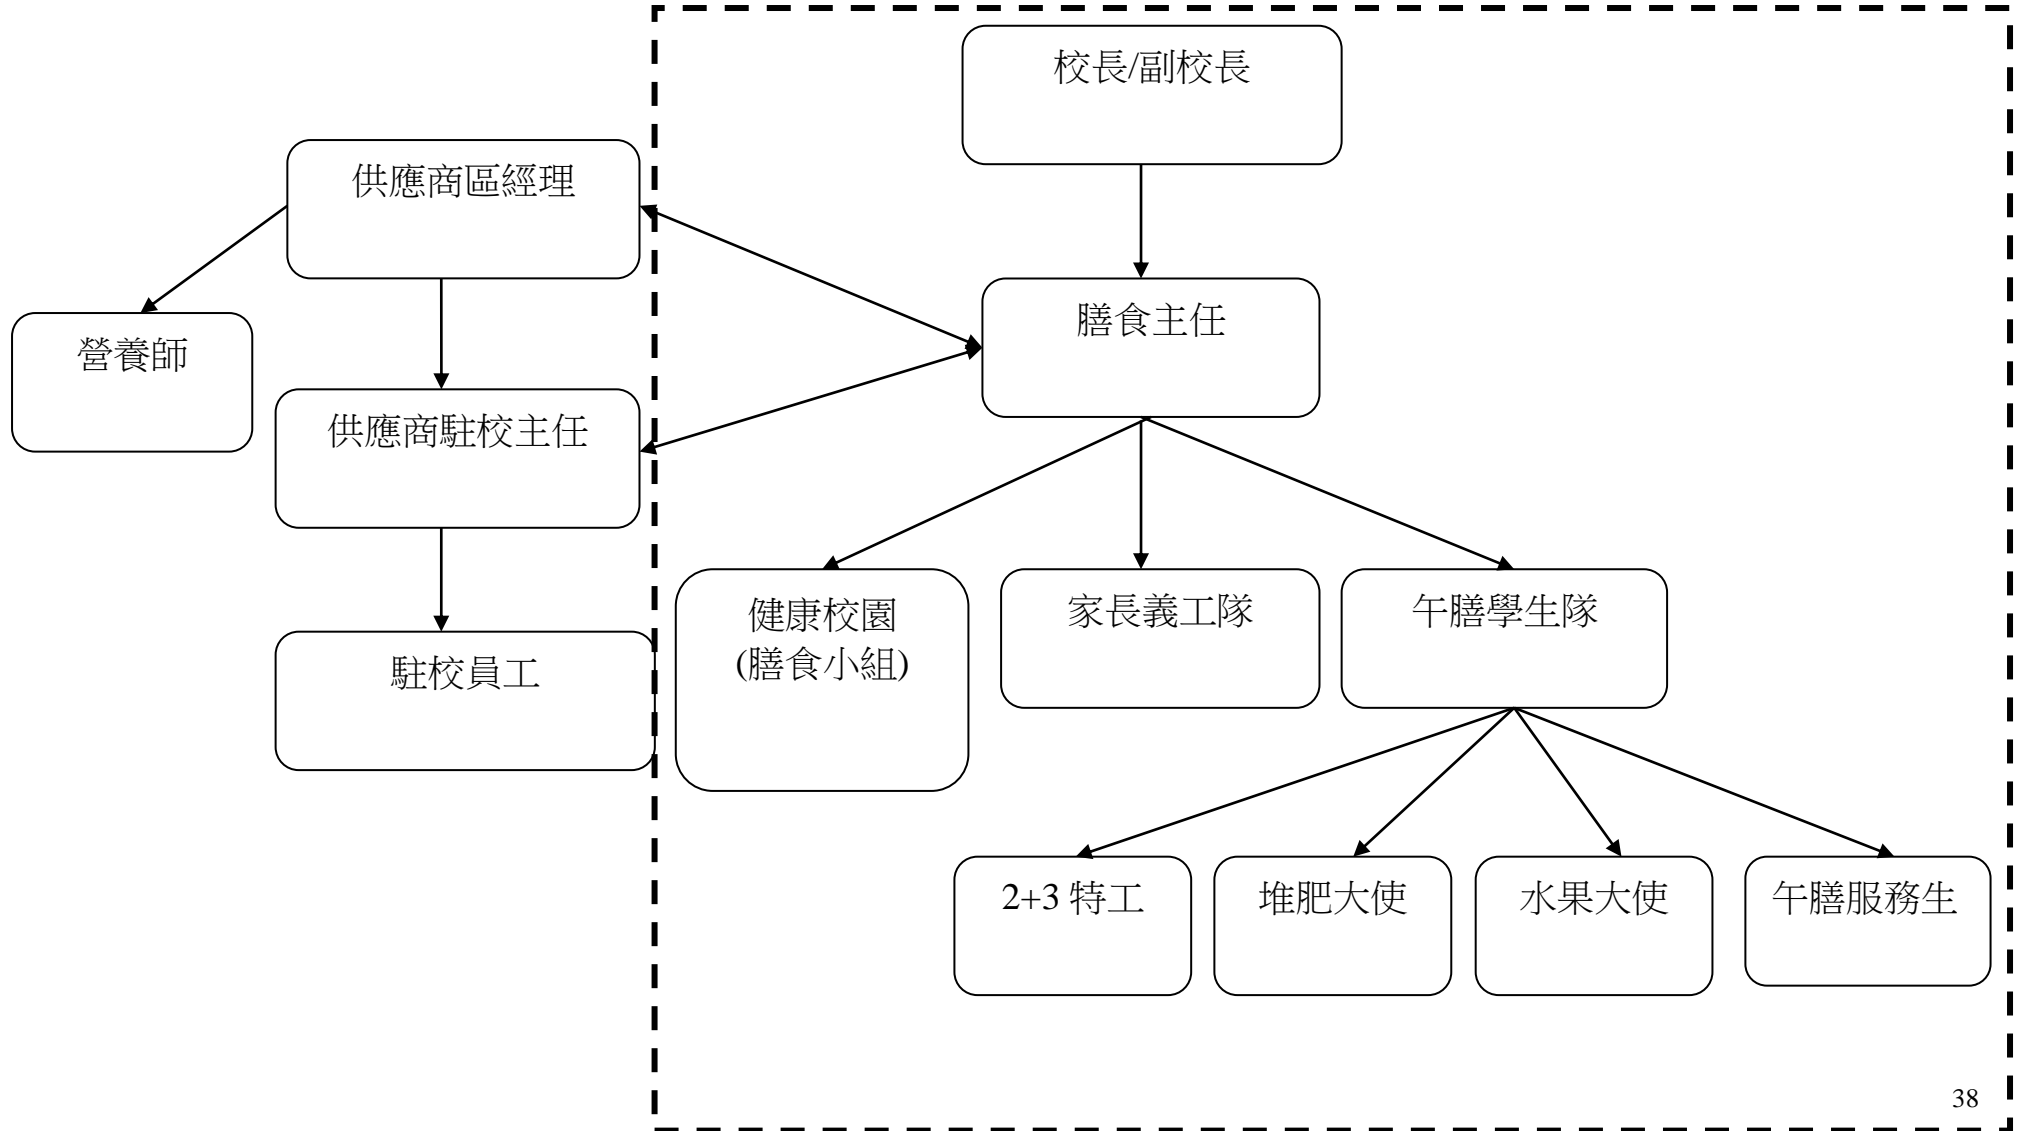 校長/副校長
供應商區經理
膳食主任
營養師
供應商駐校主任
健康校園
(膳食小組)
家長義工隊
午膳學生隊
駐校員工
2+3 特工
堆肥大使
水果大使
午膳服務生
38